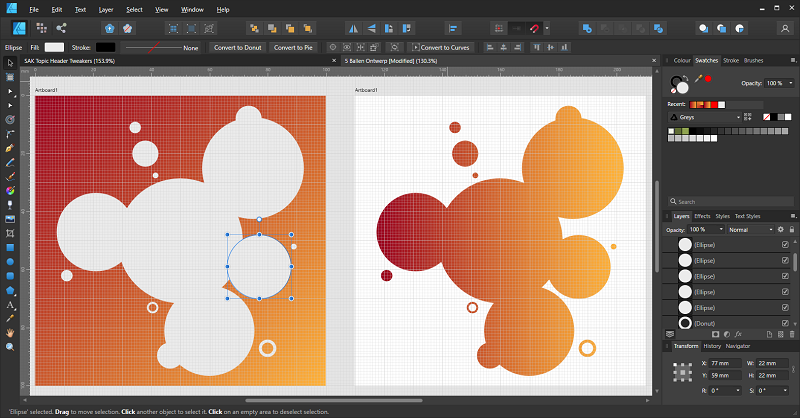 File Edit Text Layer Select View Window Help
Ellipse Fill: Stroke: None Convert to Donut Convert to Pie Convert to Curves
SAK Topic Header Tweakers (153.9%) 5 Ballen Ontwerp [Modified] (130.3%)
Colour Swatches Stroke Brushes
Artboard1 Artboard1
Opacity: 100 %
Recent:
Greys
Search
Layers Effects Styles Text Styles
Opacity: 100 % Normal
(Ellipse)
(Ellipse)
(Ellipse)
(Ellipse)
(Donut)
Transform History Navigator
X: 77 mm W: 22 mm
Y: 59 mm H: 22 mm
R: 0 ° S: 0 °
'Ellipse' selected. Drag to move selection. Click another object to select it. Click on an empty area to deselect selection.